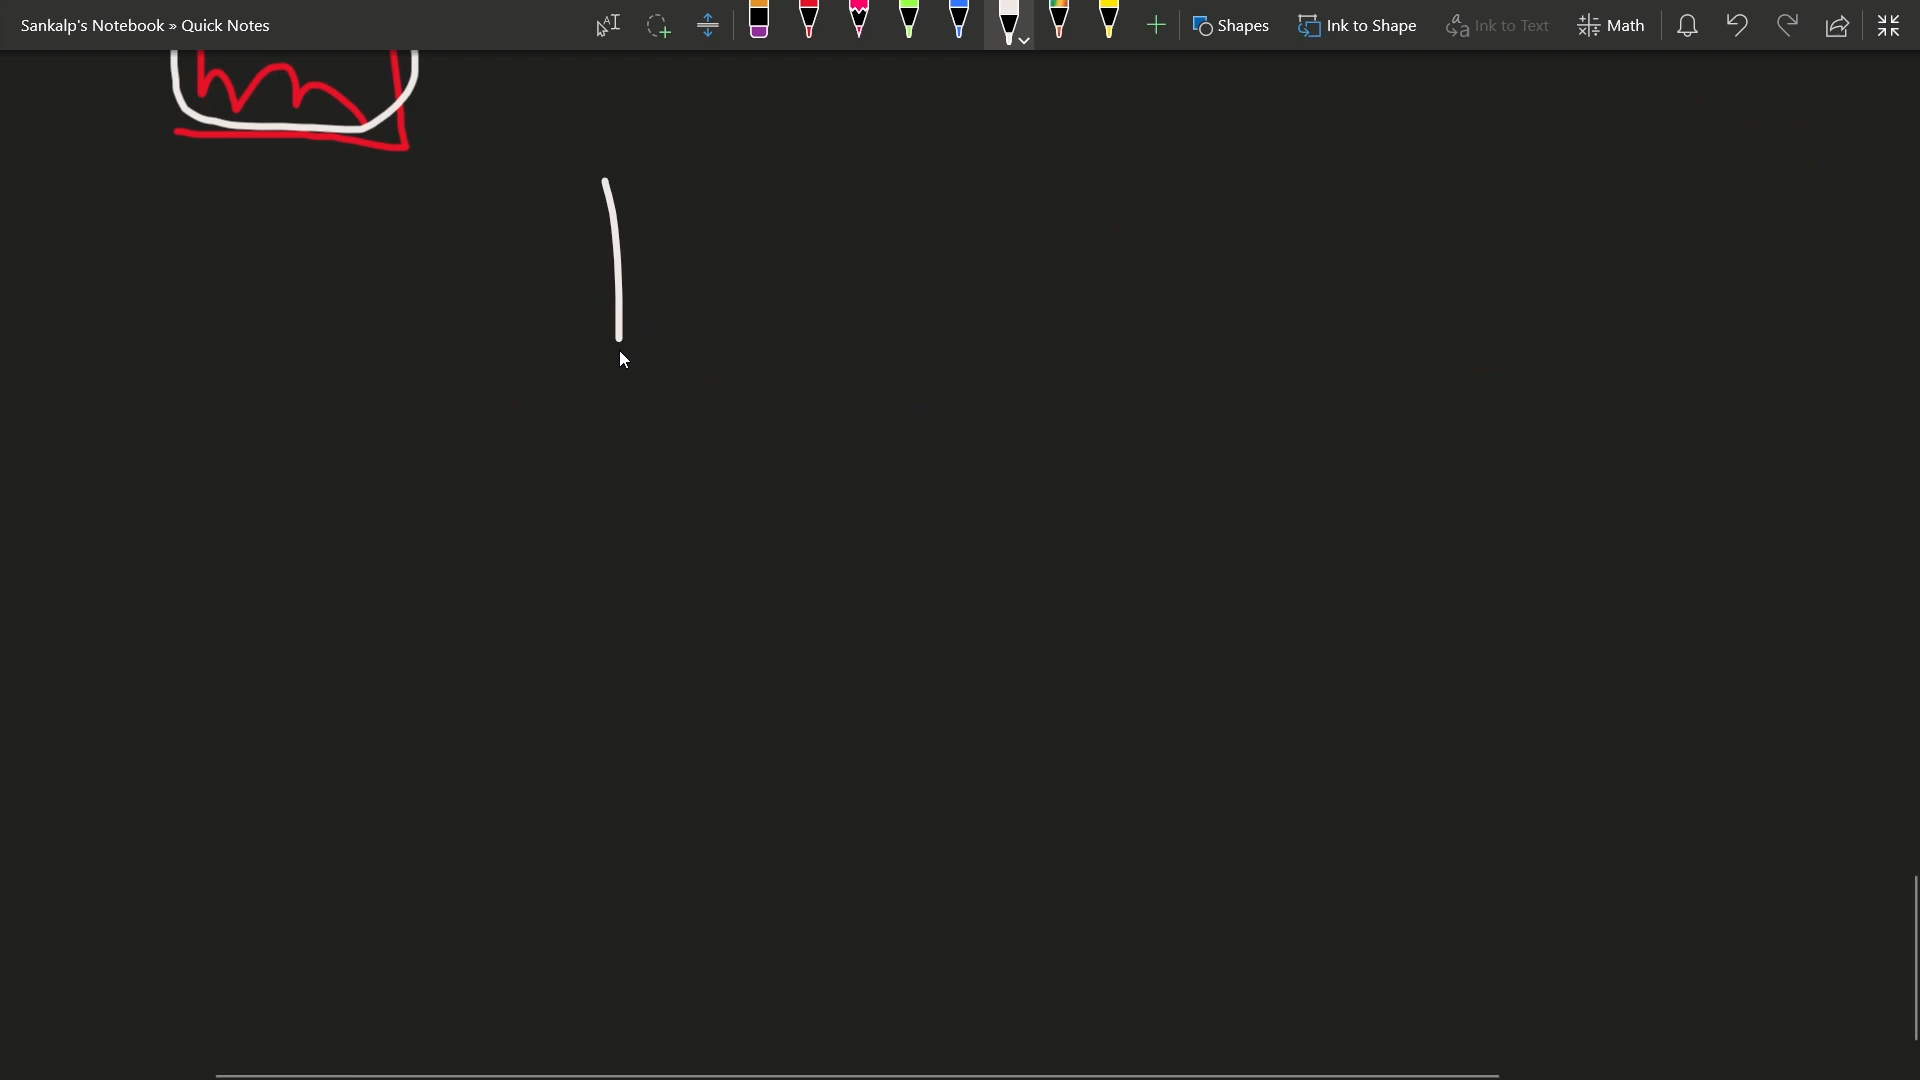 Sankalp's Notebook » Quick Notes
Shapes
Ink to Shape
Ink to Text
Math